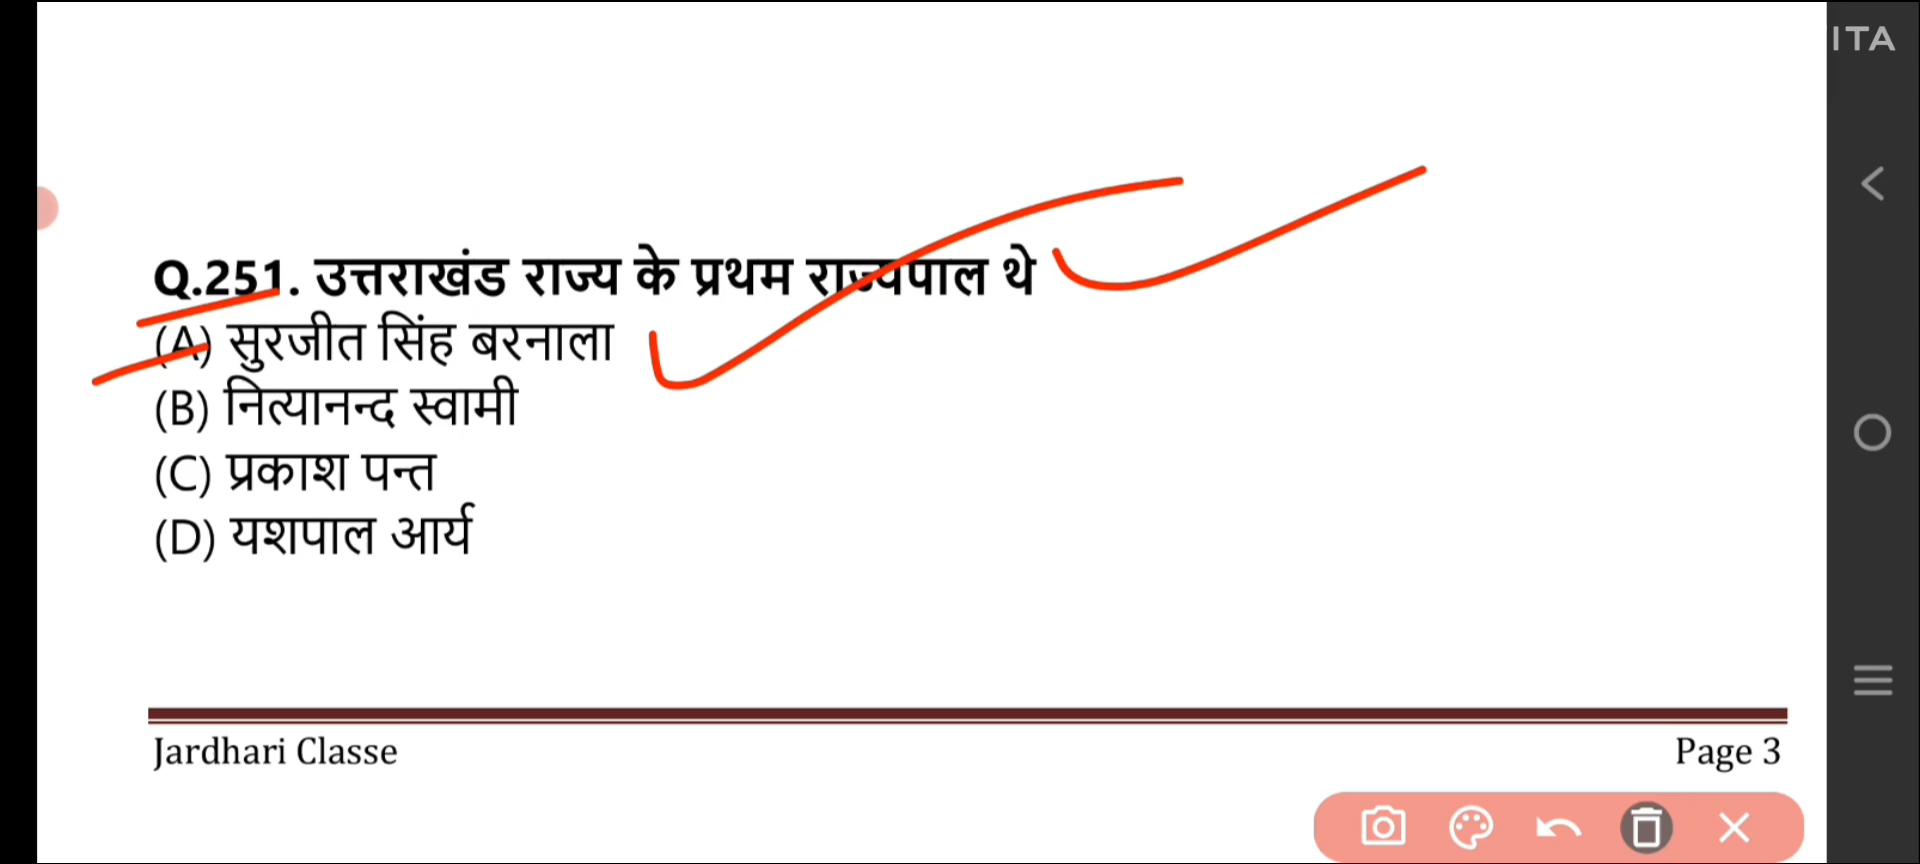 ITA
Q.251. उत्तराखंड राज्य के प्रथम राज्यपाल थे
(A) सुरजीत सिंह बरनाला
(B) नित्यानन्द स्वामी
(C) प्रकाश पन्त
(D) यशपाल आर्य
Jardhari Classe
Page 3